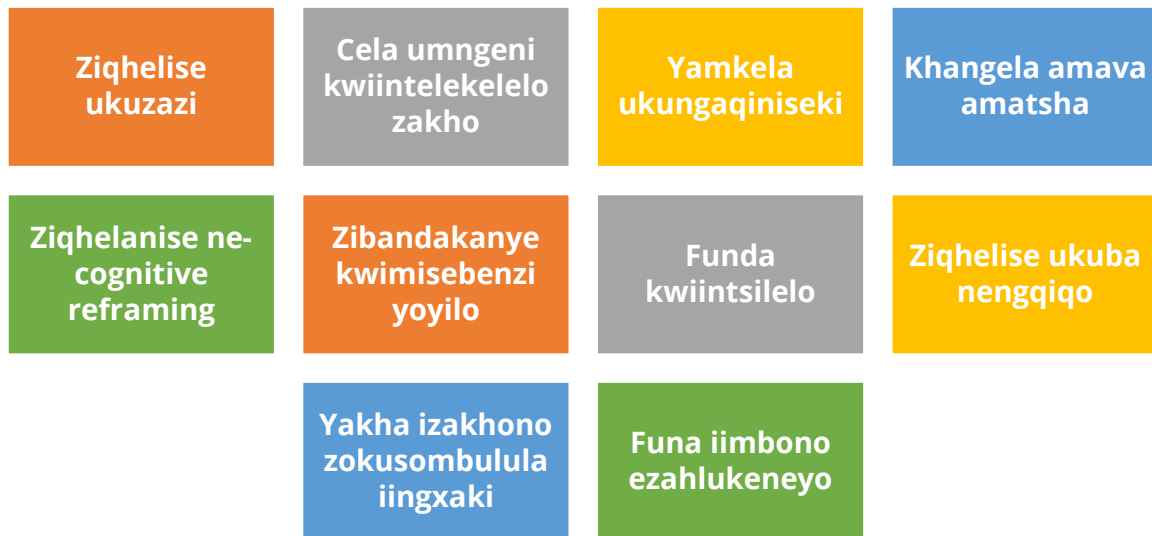 Ziqhelise
ukuzazi
Cela umngeni
kwiintelekelelo
zakho
Yamkela
ukungaqiniseki
Khangela amava
amatsha
Ziqhelanise ne-
cognitive
reframing
Zibandakanye
kwimisebenzi
yoyilo
Funda
kwiintsilelo
Ziqhelise ukuba
nengqiqo
Yakha izakhono
zokusombulula
iingxaki
Funa iimbono
ezahlukeneyo